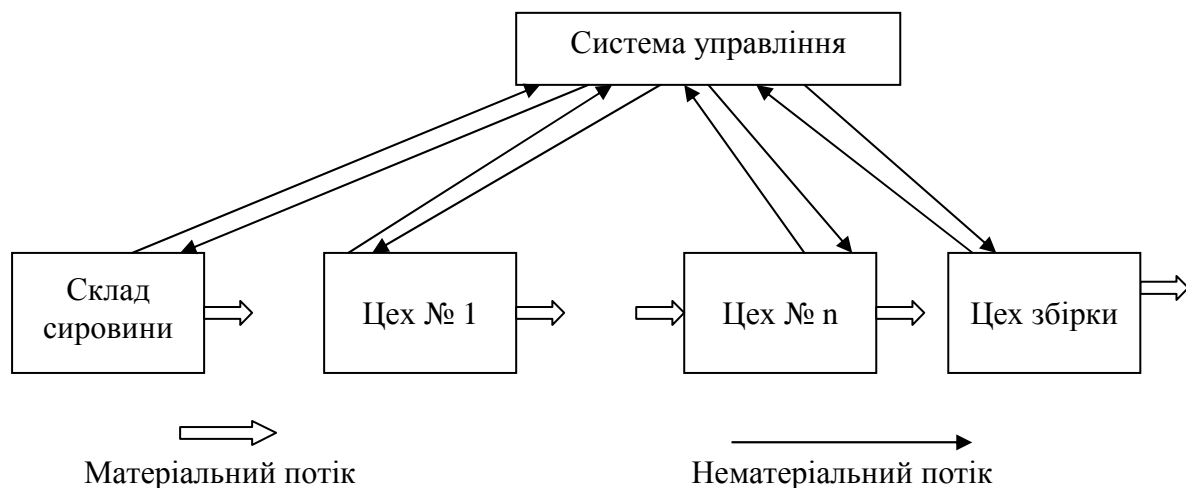 Система управління
Склад
сировини
Цех № 1
Цех № n
Цех збірки
Матеріальний потік
Нематеріальний потік